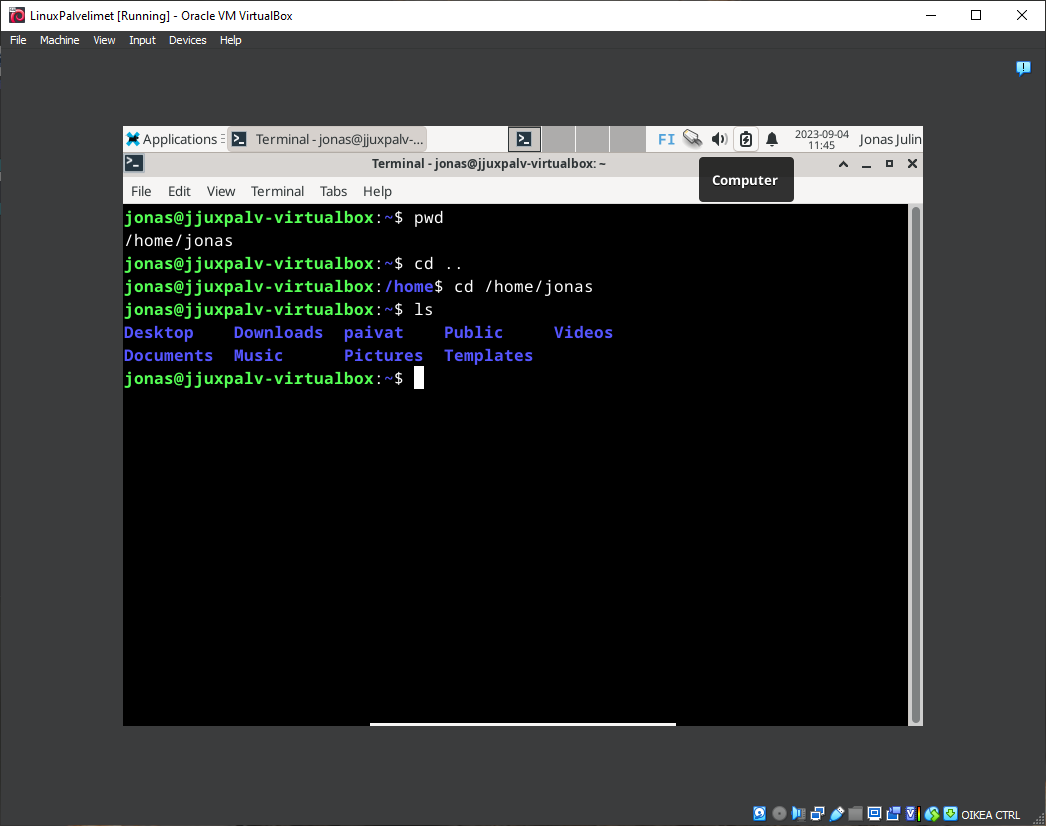 LinuxPalvelimet [Running] - Oracle VM VirtualBox
File Machine View Input Devices Help
Applications Terminal - jonas@jjuxpalv-... FI 2023-09-04 11:45 Jonas Julin
Terminal - jonas@jjuxpalv-virtualbox: ~
Computer
File Edit View Terminal Tabs Help
jonas@jjuxpalv-virtualbox:~$ pwd
/home/jonas
jonas@jjuxpalv-virtualbox:~$ cd ..
jonas@jjuxpalv-virtualbox:/home$ cd /home/jonas
jonas@jjuxpalv-virtualbox:~$ ls
Desktop Downloads paivat Public Videos
Documents Music Pictures Templates
jonas@jjuxpalv-virtualbox:~$
OIKEA CTRL